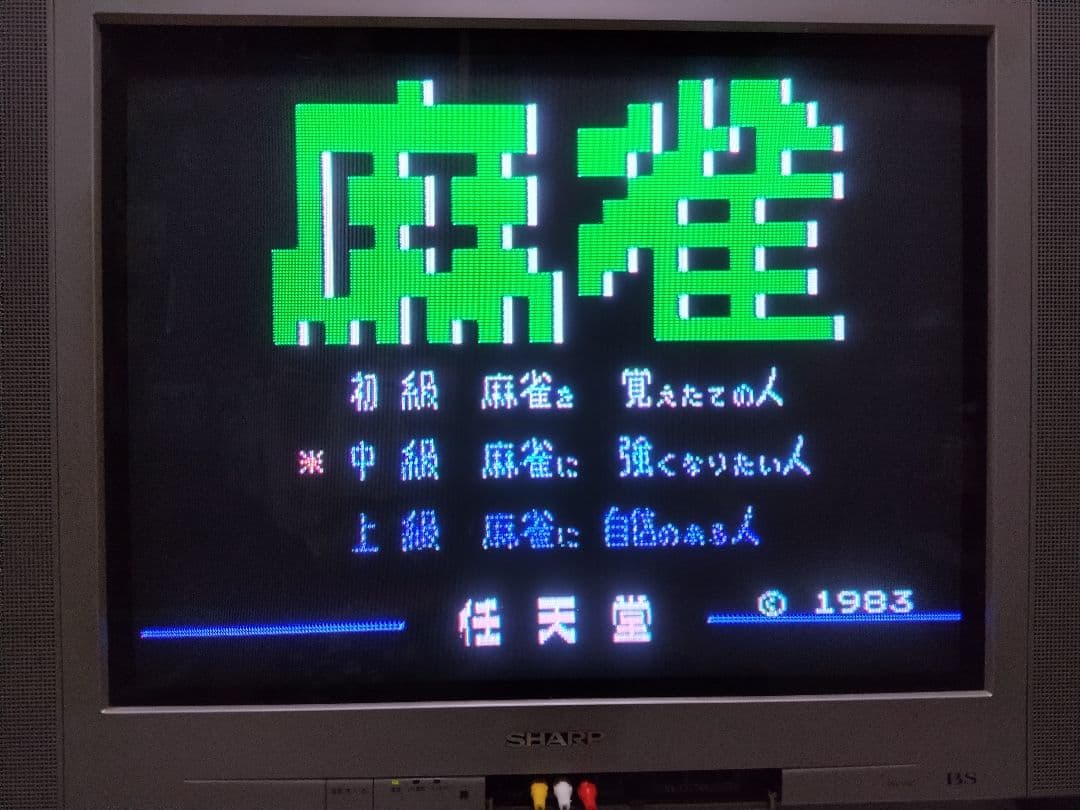 麻雀
初級 麻雀を 覚えたての人
※ 中級 麻雀に 強くなりたい人
上級 麻雀に 自信のある人
© 1983
任天堂
SHARP
BS